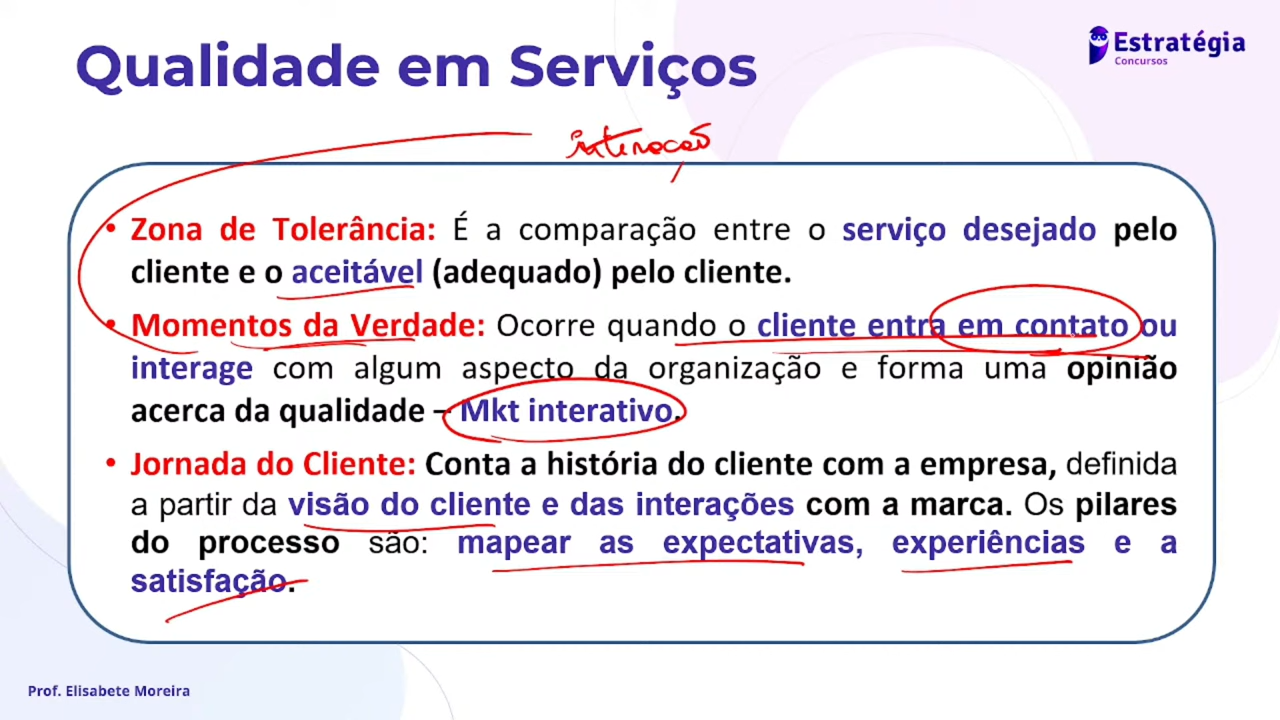 Qualidade em Serviços
Estratégia
Concursos
interação
• Zona de Tolerância: É a comparação entre o serviço desejado pelo
cliente e o aceitável (adequado) pelo cliente.
• Momentos da Verdade: Ocorre quando o cliente entra em contato ou
interage com algum aspecto da organização e forma uma opinião
acerca da qualidade – Mkt interativo.
• Jornada do Cliente: Conta a história do cliente com a empresa, definida
a partir da visão do cliente e das interações com a marca. Os pilares
do processo são: mapear as expectativas, experiências e a
satisfação.
Prof. Elisabete Moreira